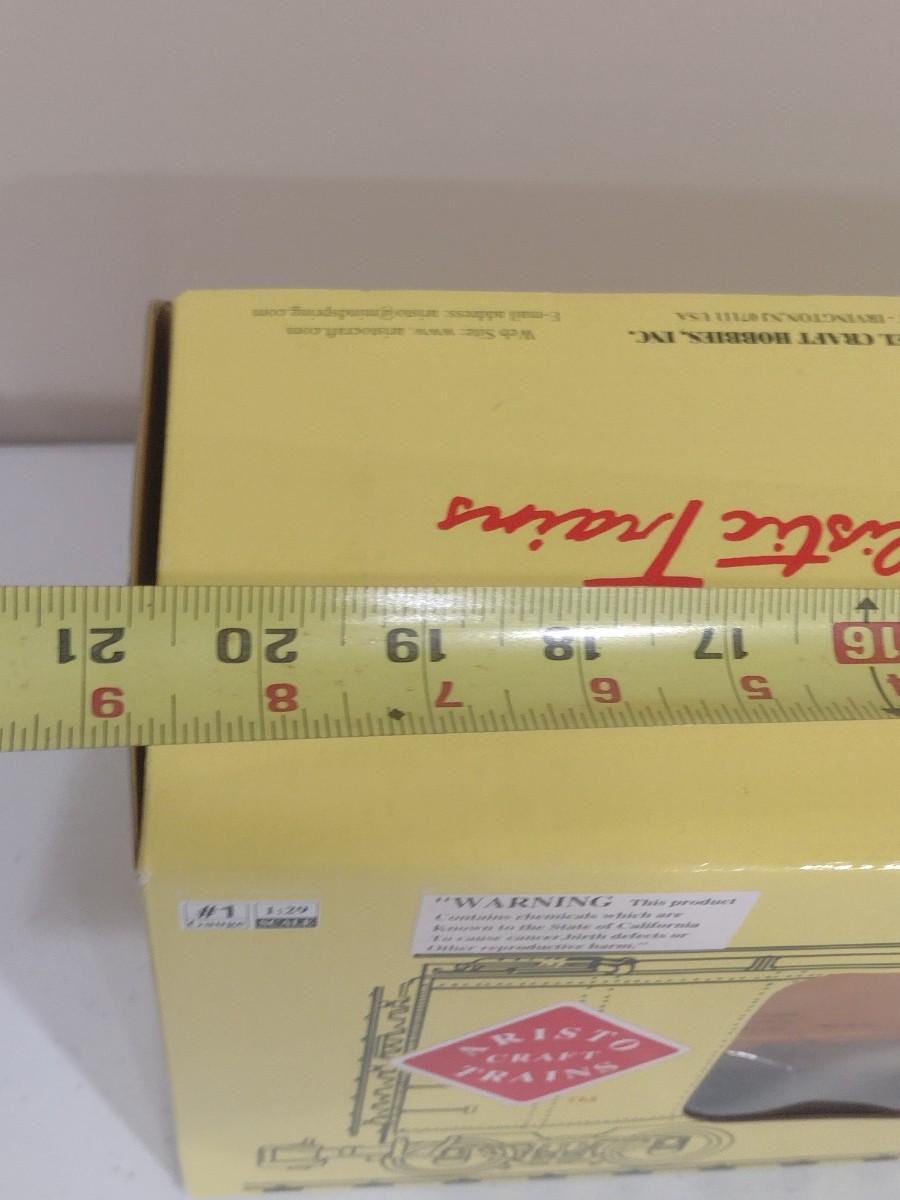 E-mail address: aristo@mindspring.com
Web Site: www. aristocraft.com
- IRVINGTON,NJ 07111 USA
CRAFT HOBBIES, INC.
Trains
21 20 19 18 17 16
9 8 7 6 5 4
#1
Gauge
1:29
SCALE
"WARNING This product
Contains chemicals which are
Known to the State of California
To cause cancer,birth defects or
Other reproductive harm."
ARISTO
CRAFT
TRAINS
TM